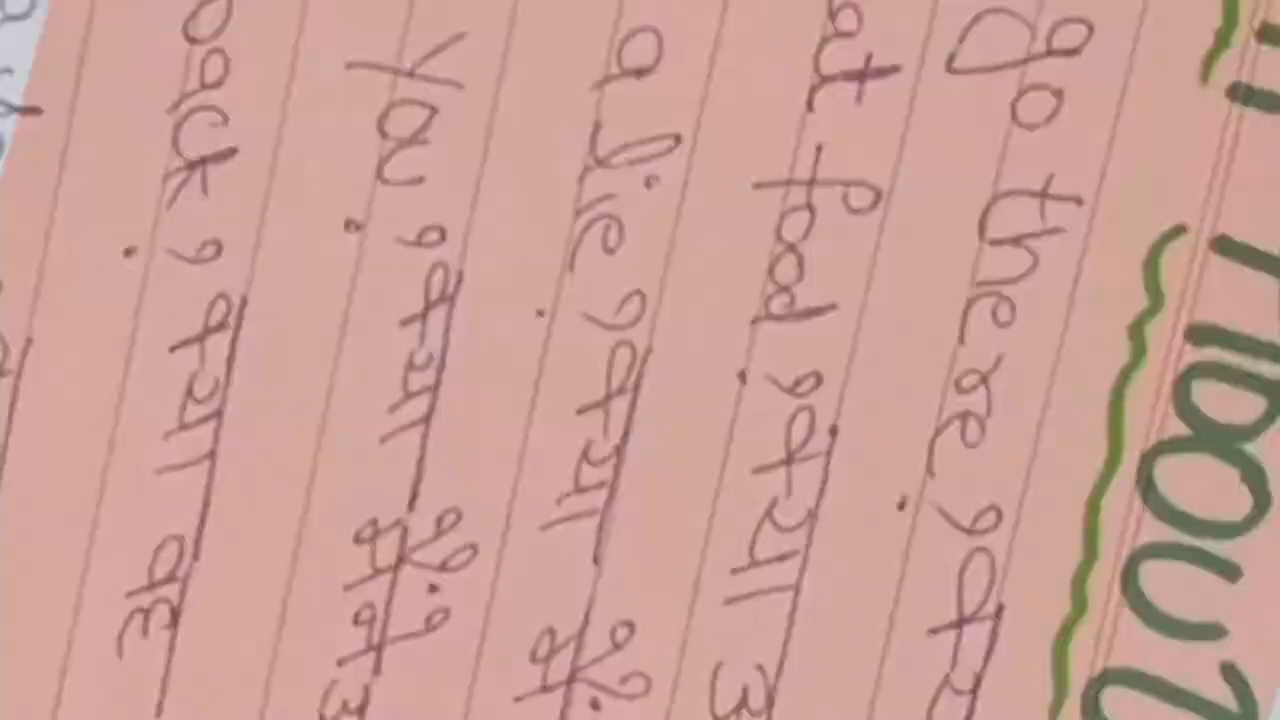 go there ? क्य
at food ? क्या उ
a lie ? क्या मैं
you ? क्या मैंने उ
back ? क्या वह